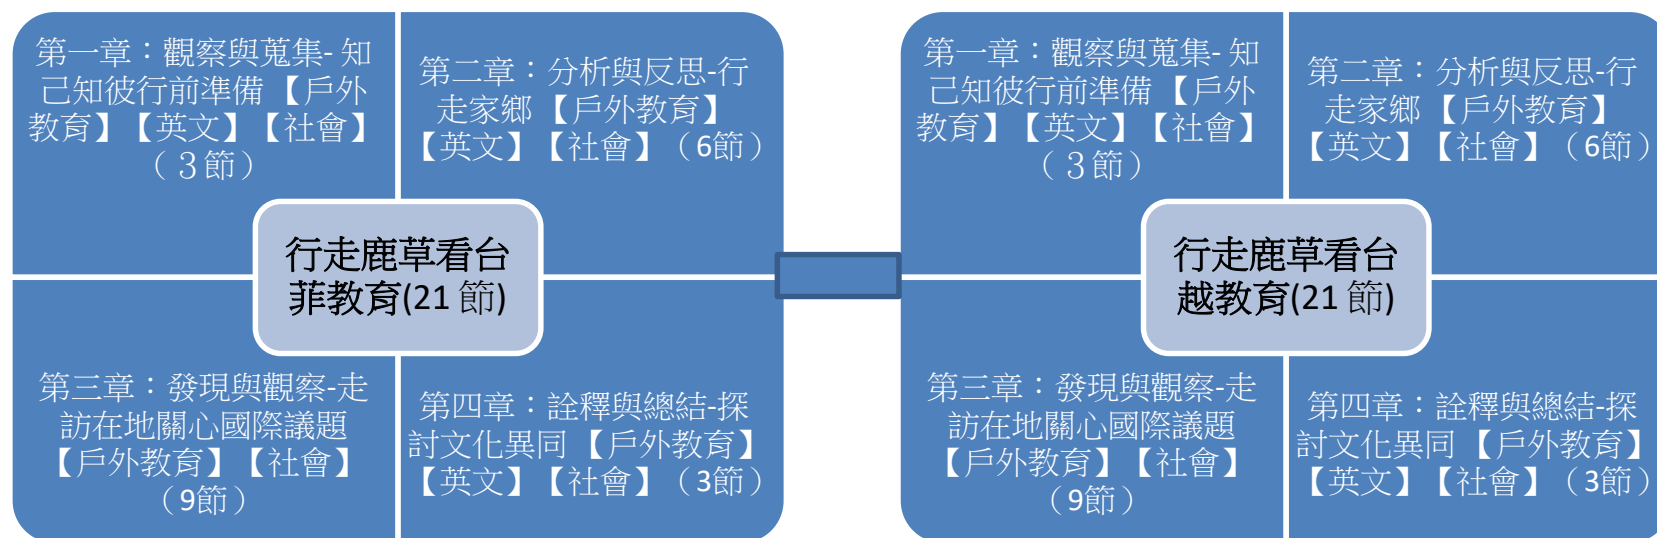 第一章：觀察與蒐集- 知
己知彼行前準備 【戶外
教育】【英文】【社會】
（３節）
第二章：分析與反思-行
走家鄉 【戶外教育】
【英文】【社會】（6節）
行走鹿草看台
菲教育(21 節)
第三章：發現與觀察-走
訪在地關心國際議題
【戶外教育】【社會】
（9節）
第四章：詮釋與總結-探
討文化異同 【戶外教育】
【英文】【社會】（3節）
第一章：觀察與蒐集- 知
己知彼行前準備 【戶外
教育】【英文】【社會】
（３節）
第二章：分析與反思-行
走家鄉 【戶外教育】
【英文】【社會】（6節）
行走鹿草看台
越教育(21 節)
第三章：發現與觀察-走
訪在地關心國際議題
【戶外教育】【社會】
（9節）
第四章：詮釋與總結-探
討文化異同 【戶外教育】
【英文】【社會】（3節）